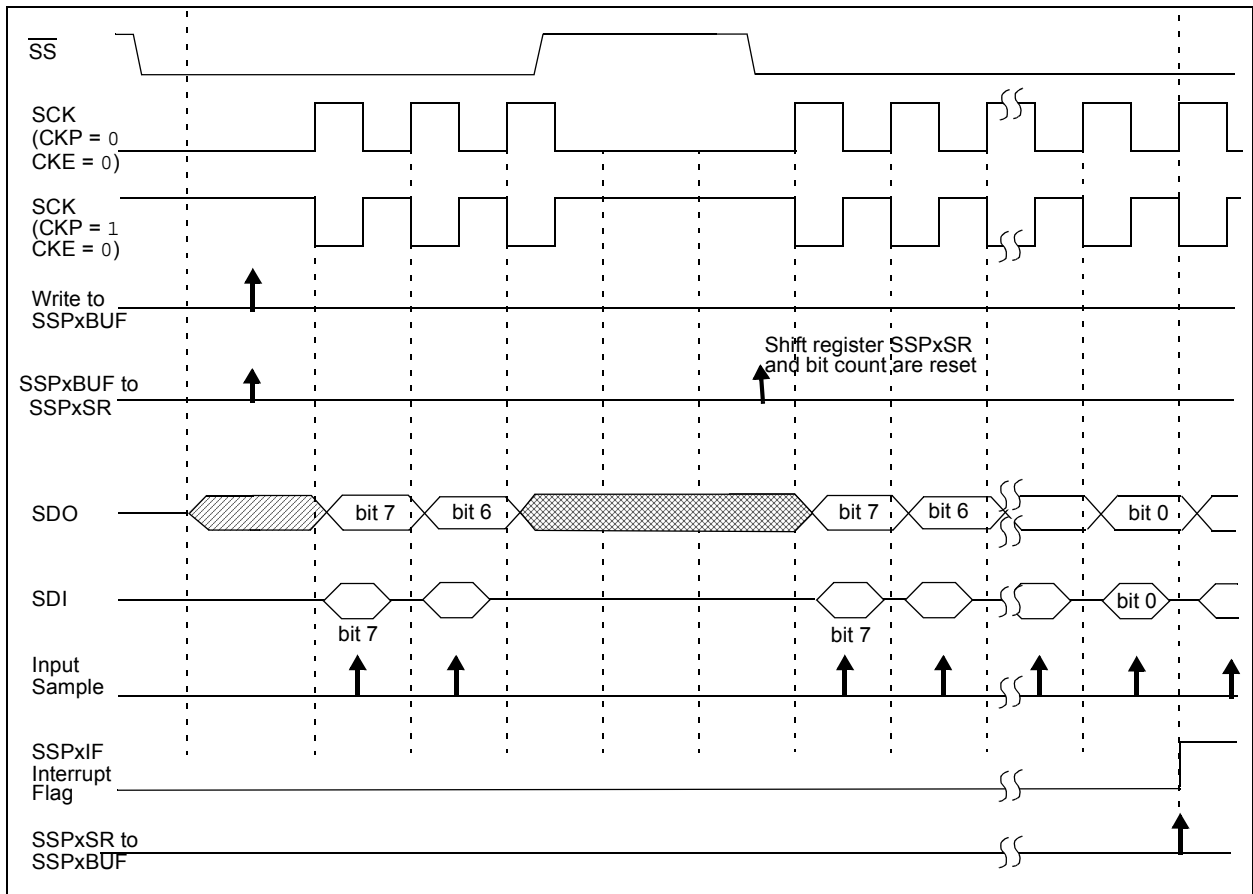 SS
SCK
(CKP = 0
CKE = 0)
SCK
(CKP = 1
CKE = 0)
Write to
SSPxBUF
Shift register SSPxSR
and bit count are reset
SSPxBUF to
SSPxSR
SDO
bit 7
bit 6
bit 7
bit 6
bit 0
SDI
bit 0
bit 7
bit 7
Input
Sample
SSPxIF
Interrupt
Flag
SSPxSR to
SSPxBUF